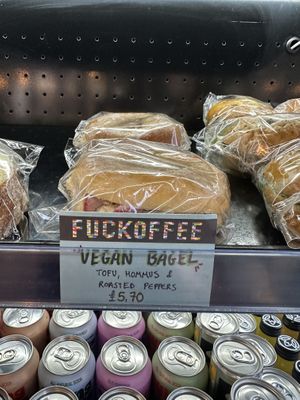 FUCKOFFEE
"VEGAN BAGEL"
TOFU, HOMMUS &
ROASTED PEPPERS
£5,70